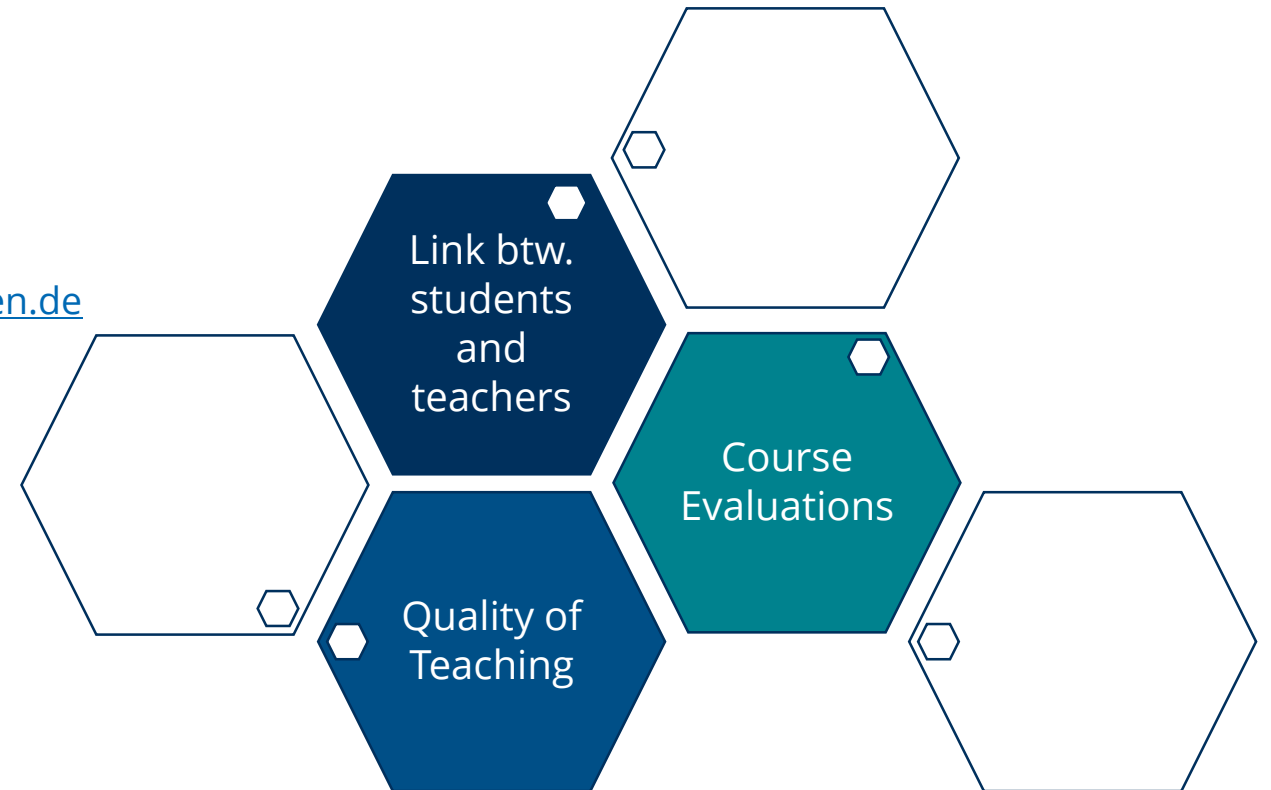 Link btw.
students
and
teachers
en.de
Course
Evaluations
Quality of
Teaching